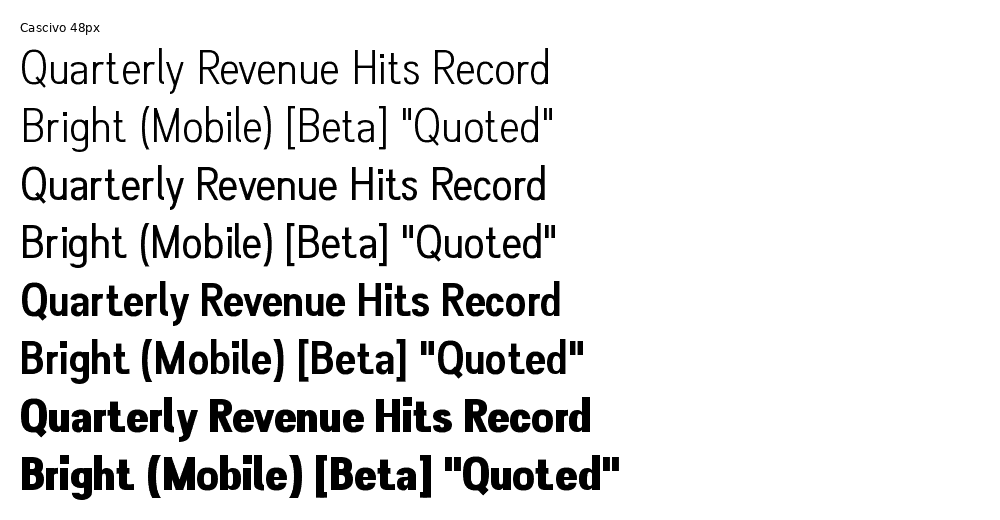 Cascivo 48px
Quarterly Revenue Hits Record
Bright (Mobile) [Beta] "Quoted"
Quarterly Revenue Hits Record
Bright (Mobile) [Beta] "Quoted"
Quarterly Revenue Hits Record
Bright (Mobile) [Beta] "Quoted"
Quarterly Revenue Hits Record
Bright (Mobile) [Beta] "Quoted"